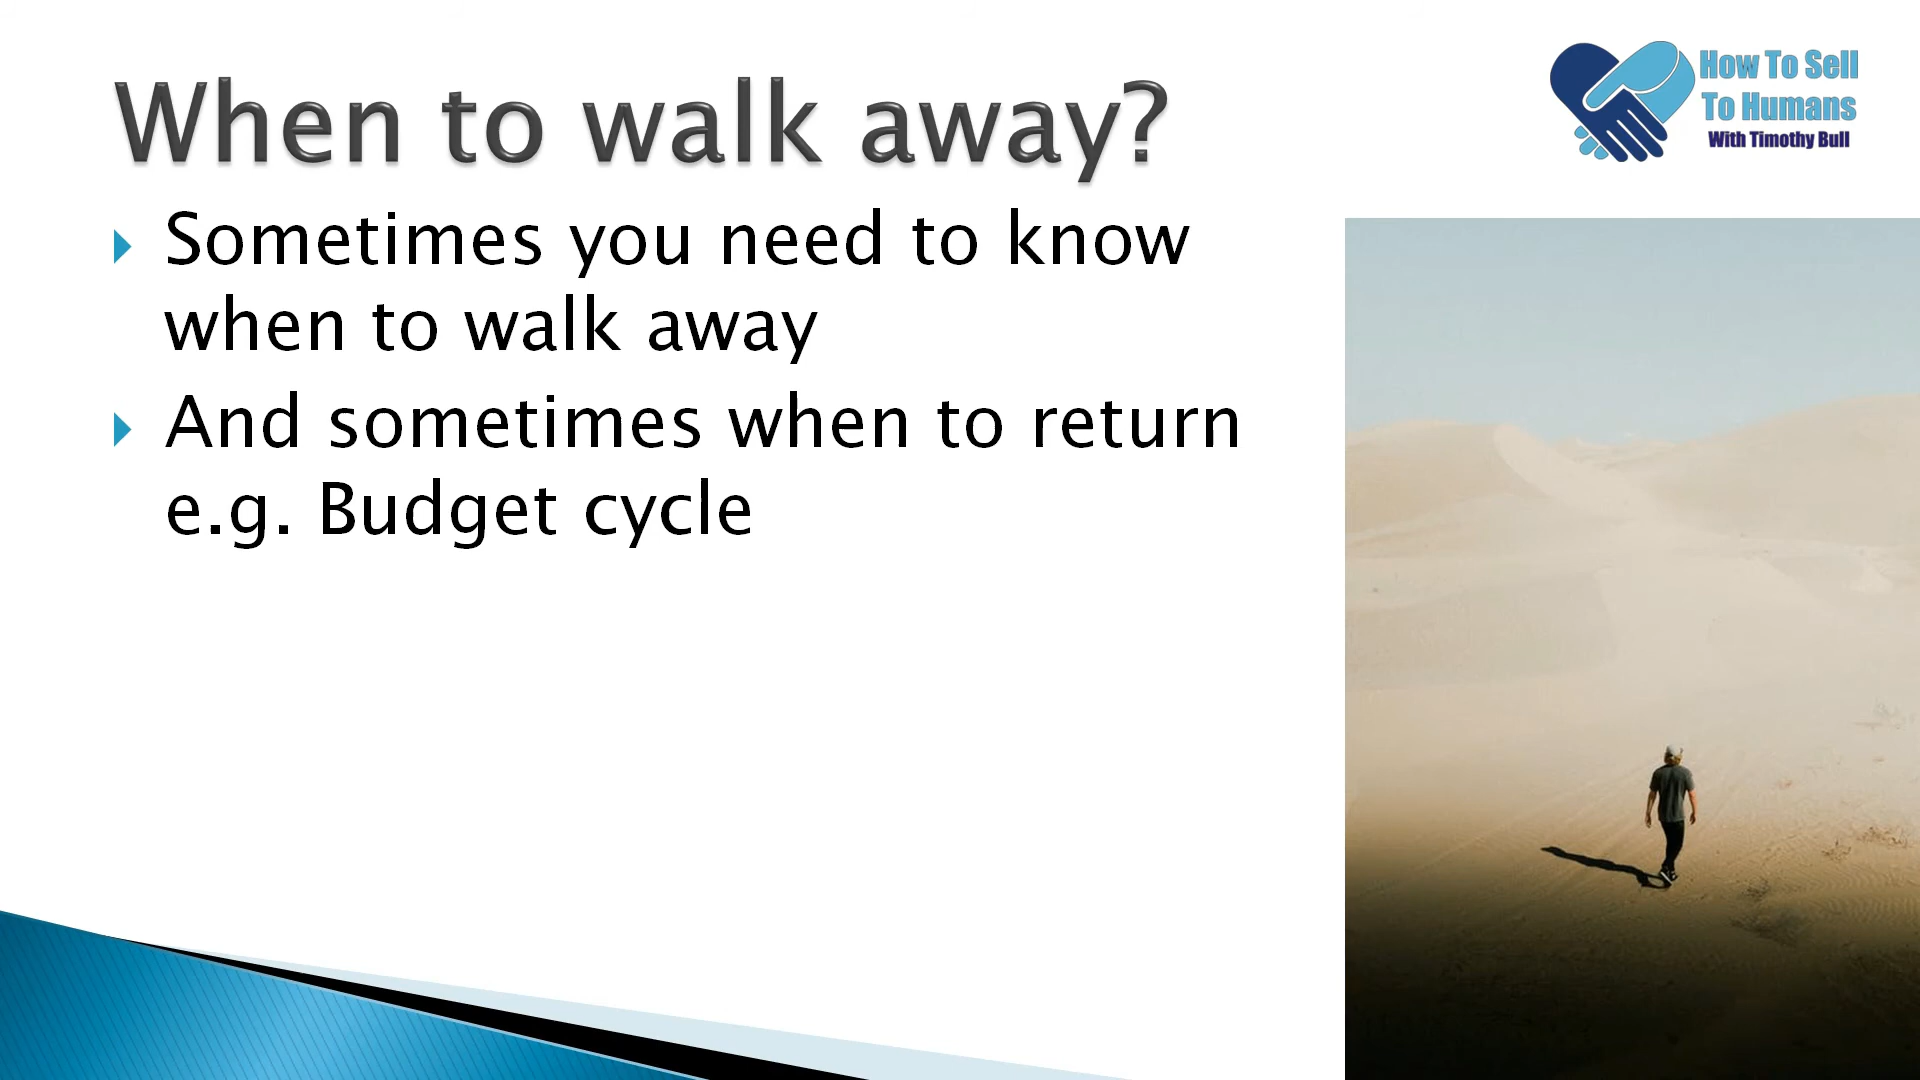 When to walk away?
How To Sell
To Humans
With Timothy Bull
Sometimes you need to know
when to walk away
And sometimes when to return
e.g. Budget cycle